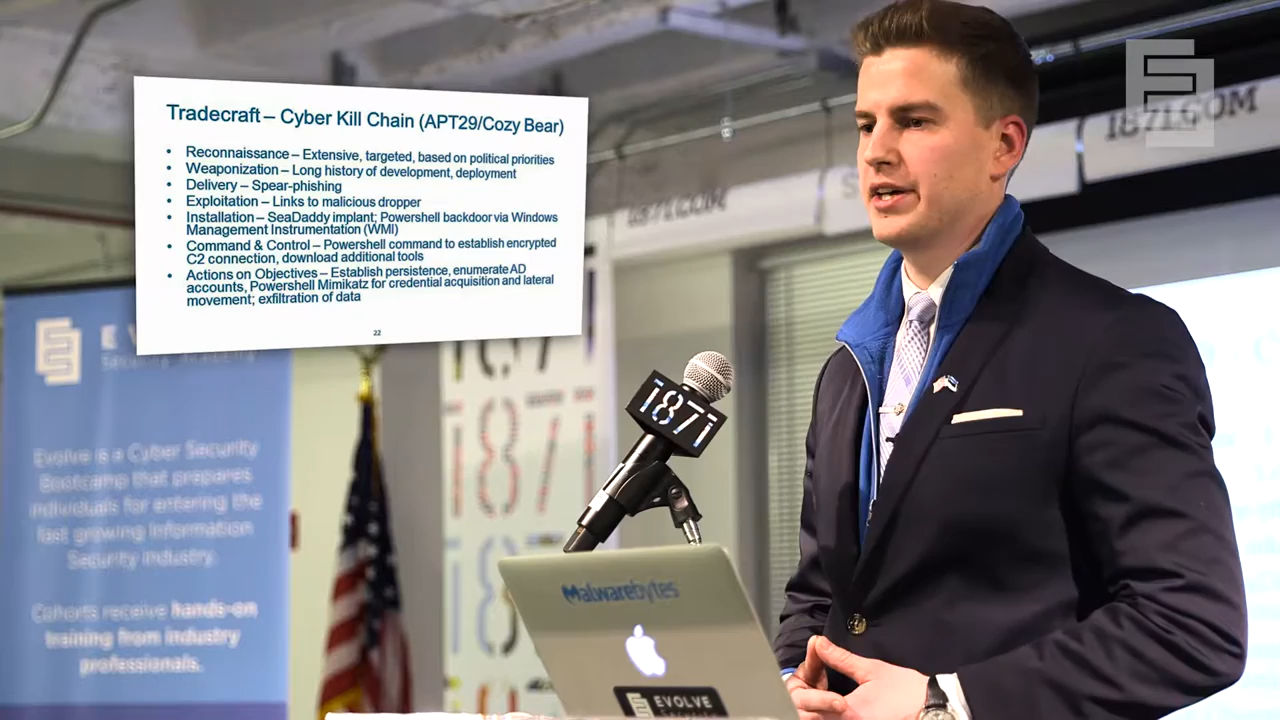 Tradecraft – Cyber Kill Chain (APT29/Cozy Bear)
• Reconnaissance – Extensive, targeted, based on political priorities
• Weaponization – Long history of development, deployment
• Delivery – Spear-phishing
• Exploitation – Links to malicious dropper
• Installation – SeaDaddy implant; Powershell backdoor via Windows
Management Instrumentation (WMI)
• Command & Control – Powershell command to establish encrypted
C2 connection, download additional tools
• Actions on Objectives – Establish persistence, enumerate AD
accounts, Powershell Mimikatz for credential acquisition and lateral
movement; exfiltration of data
22
1871.COM
1871.COM
Evolve is a Cyber Security
Bootcamp that prepares
individuals for entering the
fast growing Information
Security industry.
Cohorts receive hands-on
training from industry
professionals.
1871
1871
1871
Malwarebytes
EVOLVE
Security